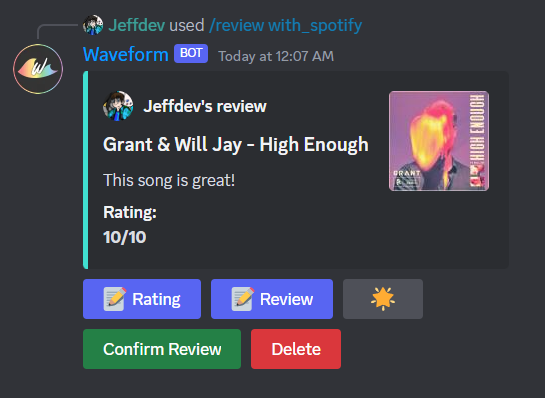 Jeffdev used /review with_spotify
W
Waveform BOT Today at 12:07 AM
Jeffdev's review
Grant & Will Jay - High Enough
HIGH ENOUGH
GRANT
This song is great!
Rating:
10/10
📝 Rating 📝 Review 🌟
Confirm Review Delete